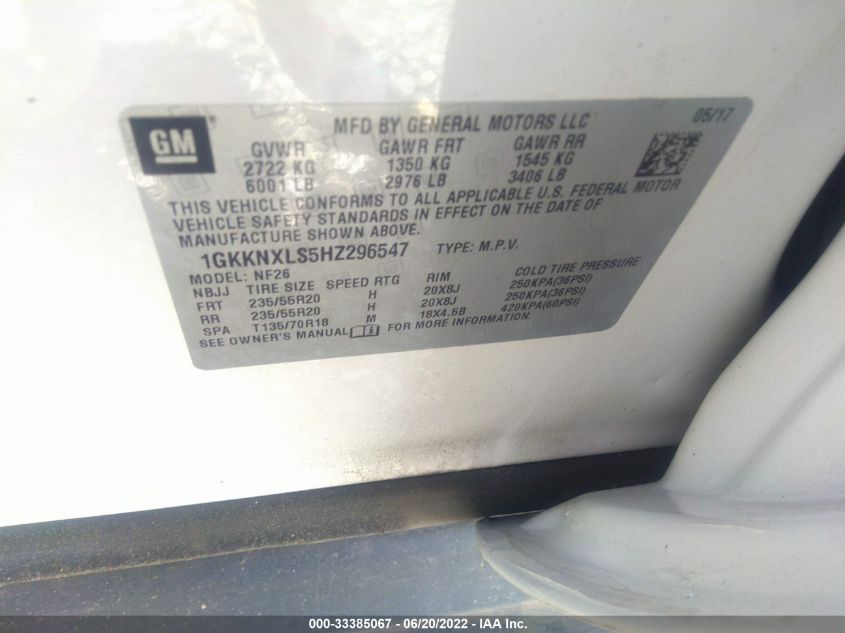 GM
MFD BY GENERAL MOTORS LLC 05/17
GVWR GAWR FRT GAWR RR
2722 KG 1350 KG 1545 KG
6001 LB 2976 LB 3406 LB
THIS VEHICLE CONFORMS TO ALL APPLICABLE U.S. FEDERAL MOTOR
VEHICLE SAFETY STANDARDS IN EFFECT ON THE DATE OF
MANUFACTURE SHOWN ABOVE.
1GKKNXLS5HZ296547 TYPE: M.P.V.
MODEL: NF26
NBJJ TIRE SIZE SPEED RTG RIM COLD TIRE PRESSURE
FRT 235/55R20 H 20X8J 250KPA(36PSI)
RR 235/55R20 H 20X8J 250KPA(36PSI)
SPA T135/70R18 M 18X4.5B 420KPA(60PSI)
SEE OWNER'S MANUAL FOR MORE INFORMATION.
000-33385067 - 06/20/2022 - IAA Inc.